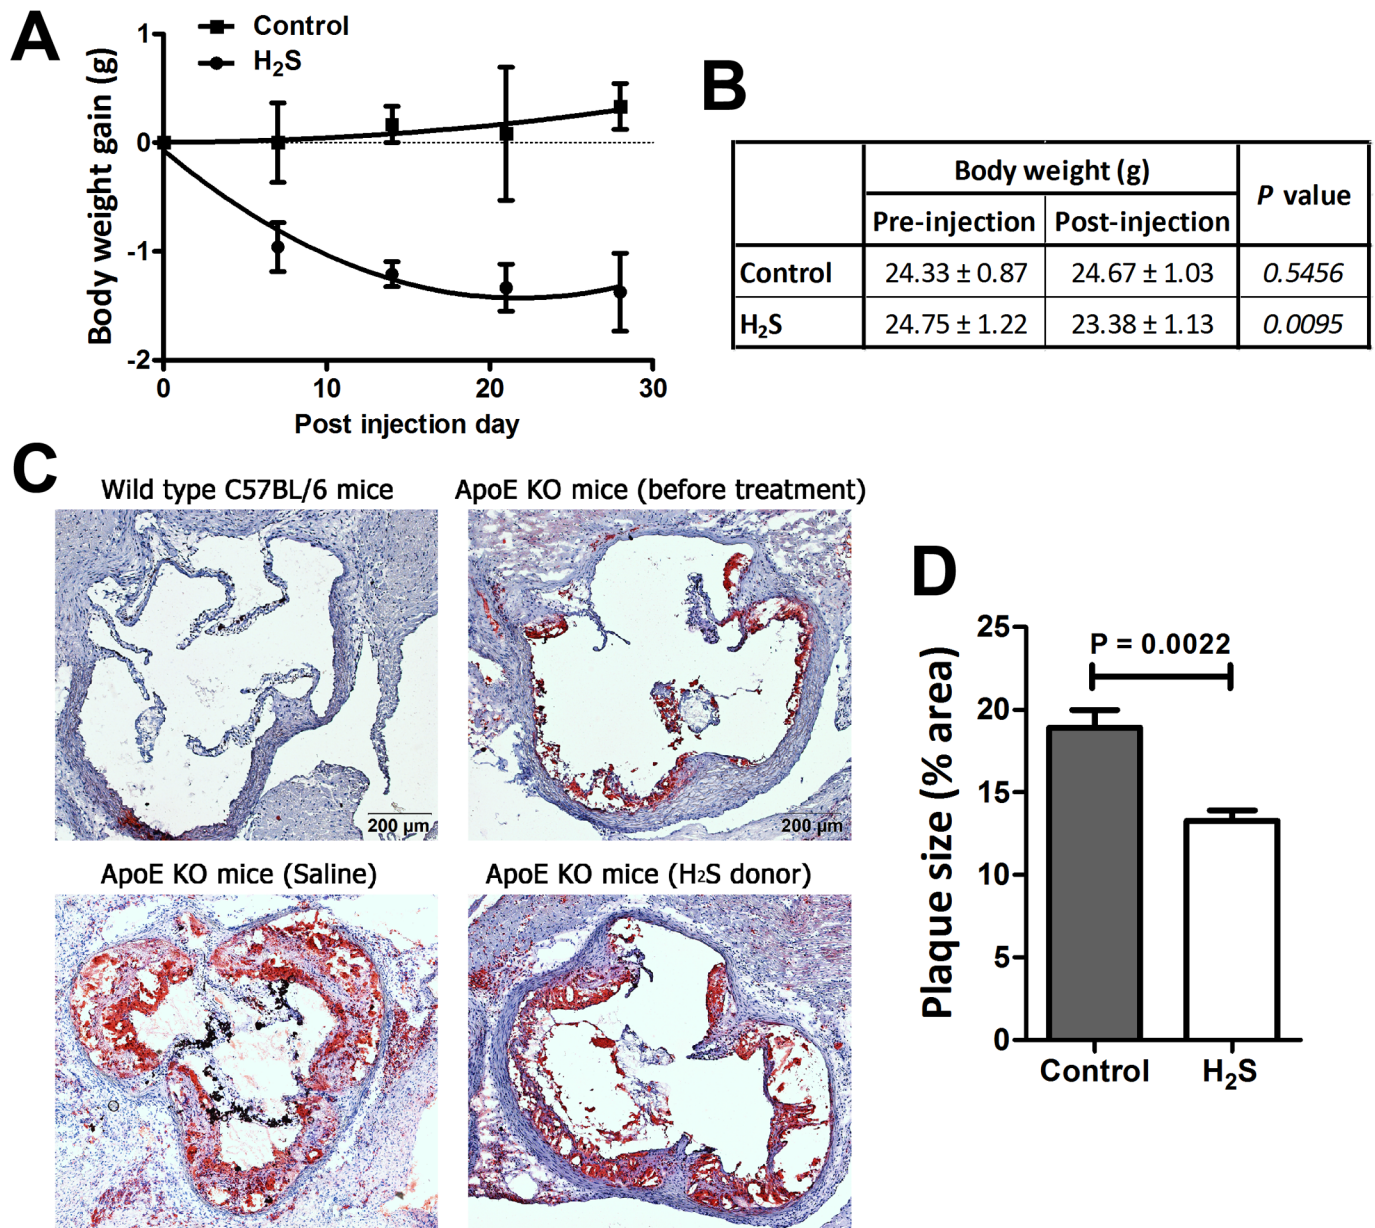 A
Control
H₂S
Body weight gain (g)
1
0
-1
-2
0 10 20 30
Post injection day
B
Body weight (g)
P value
Pre-injection Post-injection
Control 24.33 ± 0.87 24.67 ± 1.03 0.5456
H₂S 24.75 ± 1.22 23.38 ± 1.13 0.0095
C
Wild type C57BL/6 mice
ApoE KO mice (before treatment)
200 µm
200 µm
ApoE KO mice (Saline)
ApoE KO mice (H₂S donor)
D
Plaque size (% area)
25
20
15
10
5
0
P = 0.0022
Control H₂S